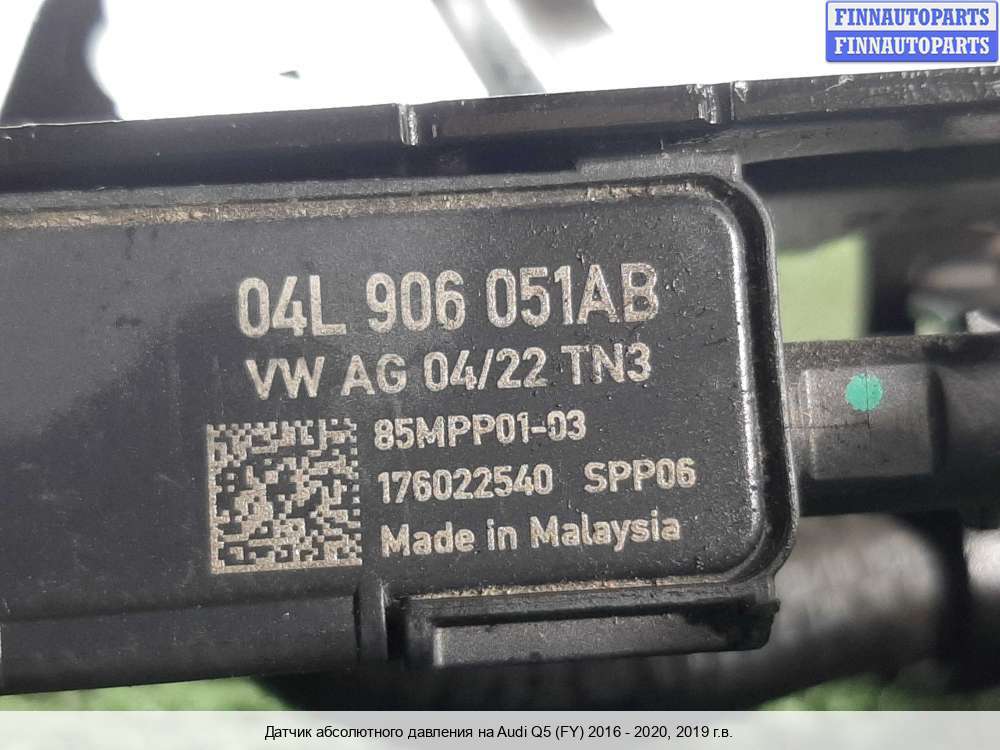 FINNAUTOPARTS
FINNAUTOPARTS
04L 906 051AB
VW AG 04/22 TN3
85MPP01-03
176022540 SPP06
Made in Malaysia
Датчик абсолютного давления на Audi Q5 (FY) 2016 - 2020, 2019 г.в.